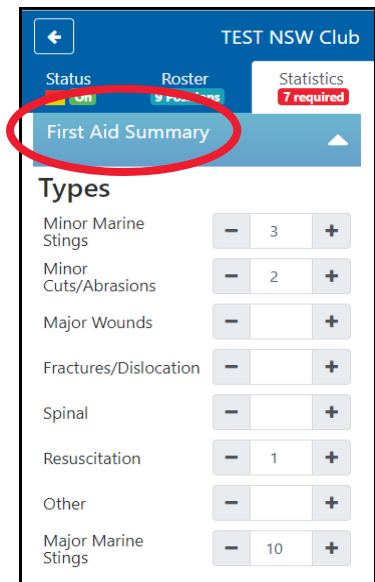 TEST NSW Club
Status Roster Statistics
On 9 Positions 7 required
First Aid Summary
Types
Minor Marine
Stings
3
Minor
Cuts/Abrasions
2
Major Wounds
Fractures/Dislocation
Spinal
Resuscitation
1
Other
Major Marine
Stings
10